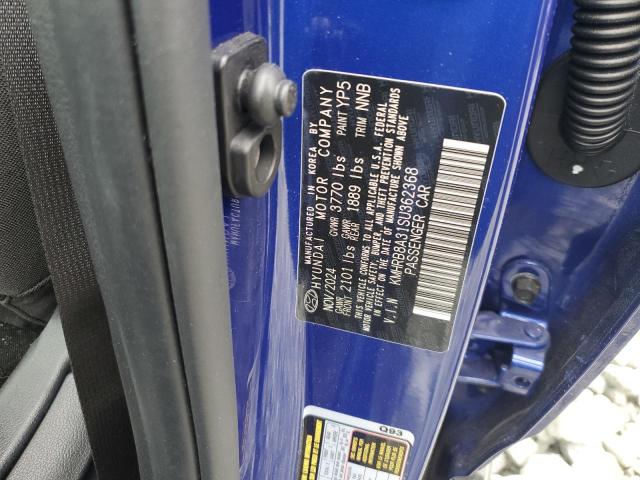 MANUFACTURED IN KOREA BY
HYUNDAI MOTOR COMPANY
NOV/2024 GVWR 3770 lbs PAINT YP5
GAWR FRONT 2101 lbs GAWR REAR 1889 lbs TRIM NNB
THIS VEHICLE CONFORMS TO ALL APPLICABLE U.S.A. FEDERAL
MOTOR VEHICLE SAFETY, BUMPER, AND THEFT PREVENTION STANDARDS
IN EFFECT ON THE DATE OF MANUFACTURE SHOWN ABOVE
V.I.N KMHRB8A31SU362368
PASSENGER CAR
Q93